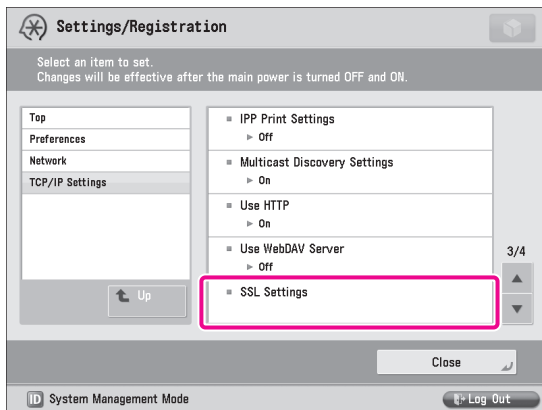 Settings/Registration
Select an item to set.
Changes will be effective after the main power is turned OFF and ON.
Top
Preferences
Network
TCP/IP Settings
Up
IPP Print Settings
Off
Multicast Discovery Settings
On
Use HTTP
On
Use WebDAV Server
Off
SSL Settings
3/4
Close
ID System Management Mode
Log Out